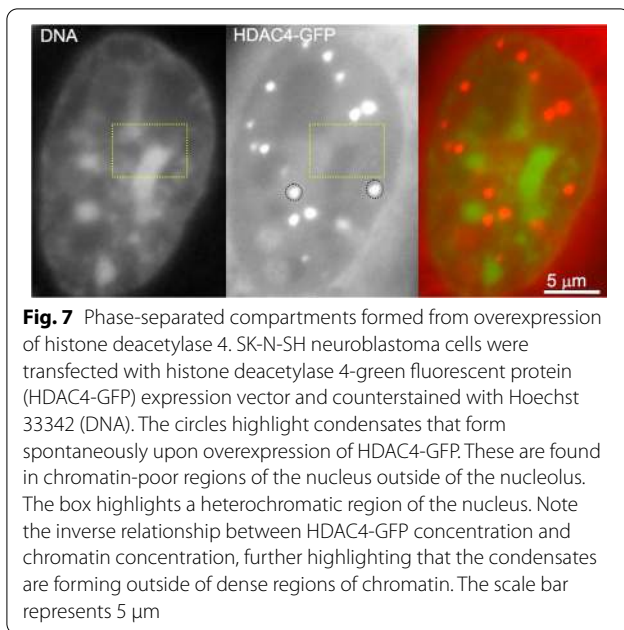 DNA HDAC4-GFP
5 μm
Fig. 7 Phase-separated compartments formed from overexpression
of histone deacetylase 4. SK-N-SH neuroblastoma cells were
transfected with histone deacetylase 4-green fluorescent protein
(HDAC4-GFP) expression vector and counterstained with Hoechst
33342 (DNA). The circles highlight condensates that form
spontaneously upon overexpression of HDAC4-GFP. These are found
in chromatin-poor regions of the nucleus outside of the nucleolus.
The box highlights a heterochromatic region of the nucleus. Note
the inverse relationship between HDAC4-GFP concentration and
chromatin concentration, further highlighting that the condensates
are forming outside of dense regions of chromatin. The scale bar
represents 5 μm